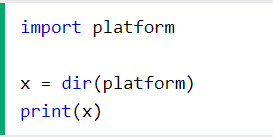 import platform
x = dir(platform)
print(x)